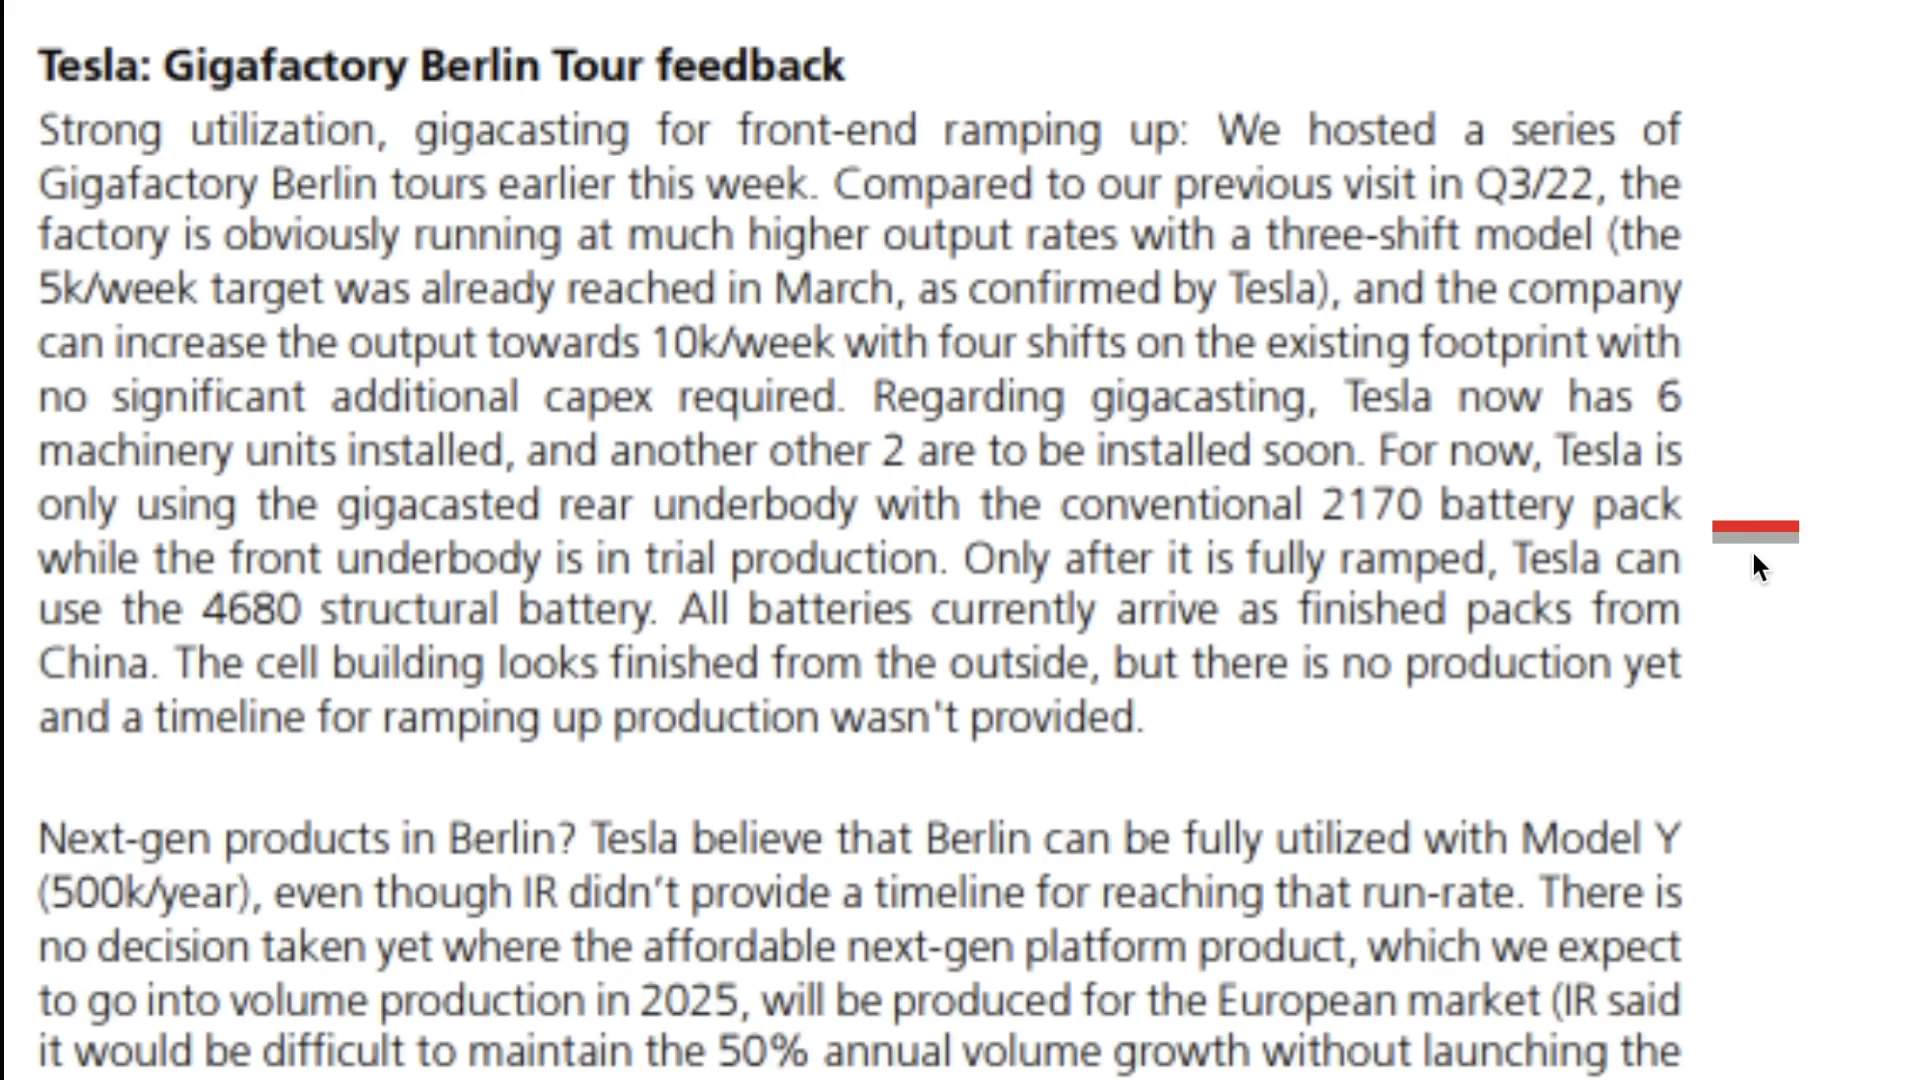 Tesla: Gigafactory Berlin Tour feedback
Strong utilization, gigacasting for front-end ramping up: We hosted a series of
Gigafactory Berlin tours earlier this week. Compared to our previous visit in Q3/22, the
factory is obviously running at much higher output rates with a three-shift model (the
5k/week target was already reached in March, as confirmed by Tesla), and the company
can increase the output towards 10k/week with four shifts on the existing footprint with
no significant additional capex required. Regarding gigacasting, Tesla now has 6
machinery units installed, and another other 2 are to be installed soon. For now, Tesla is
only using the gigacasted rear underbody with the conventional 2170 battery pack
while the front underbody is in trial production. Only after it is fully ramped, Tesla can
use the 4680 structural battery. All batteries currently arrive as finished packs from
China. The cell building looks finished from the outside, but there is no production yet
and a timeline for ramping up production wasn't provided.
Next-gen products in Berlin? Tesla believe that Berlin can be fully utilized with Model Y
(500k/year), even though IR didn’t provide a timeline for reaching that run-rate. There is
no decision taken yet where the affordable next-gen platform product, which we expect
to go into volume production in 2025, will be produced for the European market (IR said
it would be difficult to maintain the 50% annual volume growth without launching the